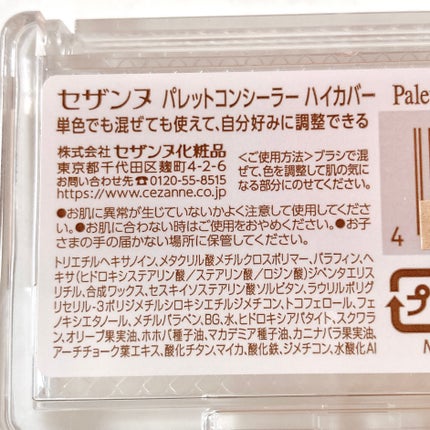 セザンヌ パレットコンシーラー ハイカバー
単色でも混ぜても使えて、自分好みに調整できる
株式会社 セザンヌ化粧品
東京都千代田区麹町4-2-6
お問い合わせ先☎0120-55-8515
https://www.cezanne.co.jp
<ご使用方法>ブラシで混
ぜて、色を調整して肌の気に
なる部分にのせてください。
●お肌に異常が生じていないかよく注意して使用してくださ
い。●お肌に合わない時はご使用をおやめください。●お子
さまの手の届かない場所に保管してください。
トリエチルヘキサノイン、メタクリル酸メチルクロスポリマー、パラフィン、ヘ
キサ(ヒドロキシステアリン酸/ステアリン酸/ロジン酸)ジペンタエリス
リチル、合成ワックス、セスキイソステアリン酸ソルビタン、ラウリルポリグ
リセリル-3ポリジメチルシロキシエチルジメチコン、トコフェロール、フェ
ノキシエタノール、メチルパラベン、BG、水、ヒドロキシアパタイト、スクワラ
ン、オリーブ果実油、ホホバ種子油、マカデミア種子油、カニナバラ果実油、
アーチチョーク葉エキス、酸化チタン、マイカ、酸化鉄、ジメチコン、水酸化Al
Pale
4
プ